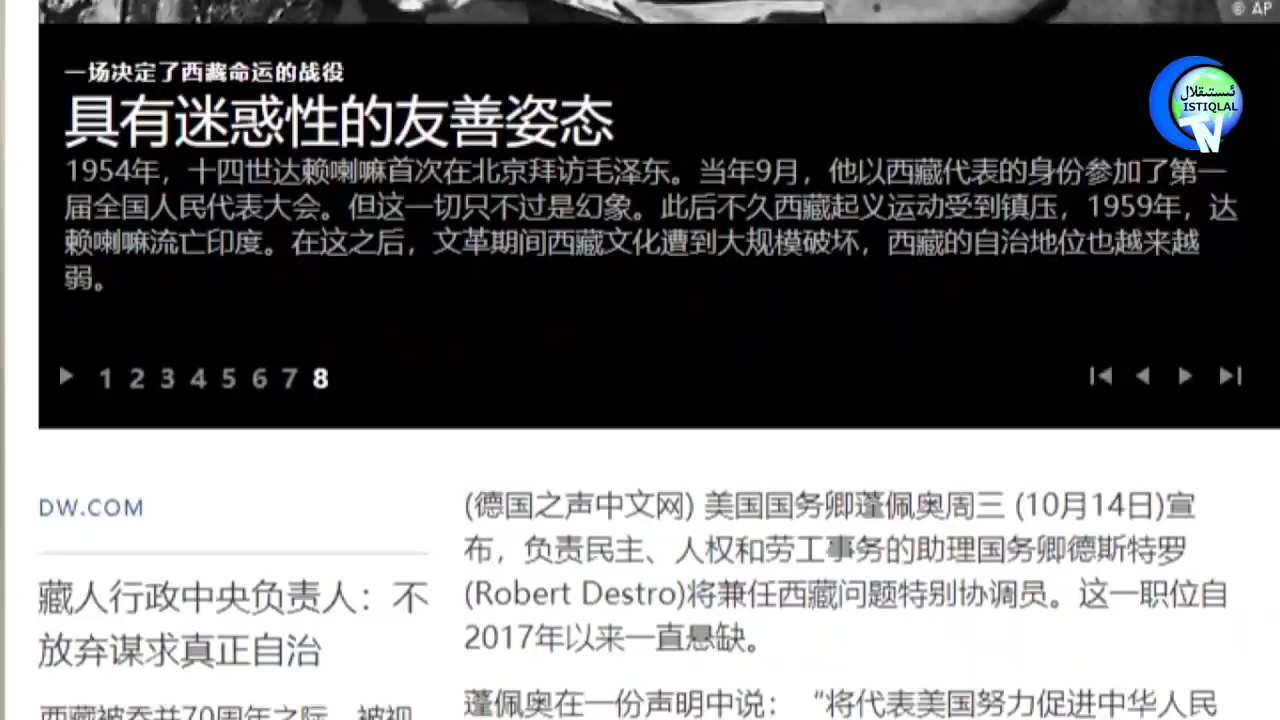 © AP
一场决定了西藏命运的战役
具有迷惑性的友善姿态
ئىستىقلال
ISTIQLAL
TV
1954年，十四世达赖喇嘛首次在北京拜访毛泽东。当年9月，他以西藏代表的身份参加了第一
届全国人民代表大会。但这一切只不过是幻象。此后不久西藏起义运动受到镇压，1959年，达
赖喇嘛流亡印度。在这之后，文革期间西藏文化遭到大规模破坏，西藏的自治地位也越来越
弱。
1 2 3 4 5 6 7 8
DW.COM
藏人行政中央负责人：不
放弃谋求真正自治
西藏被吞并70周年之际，被视
(德国之声中文网) 美国国务卿蓬佩奥周三 (10月14日)宣
布，负责民主、人权和劳工事务的助理国务卿德斯特罗
(Robert Destro)将兼任西藏问题特别协调员。这一职位自
2017年以来一直悬缺。
蓬佩奥在一份声明中说：“将代表美国努力促进中华人民